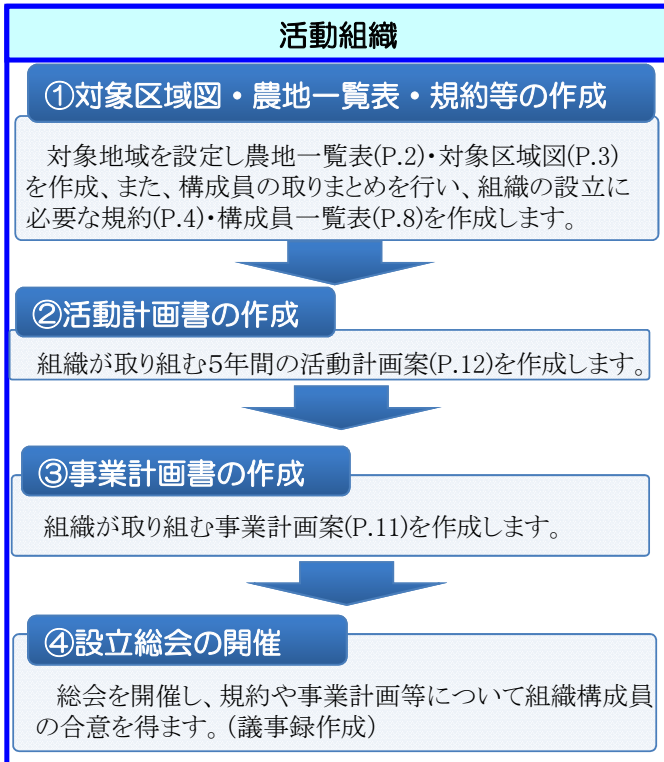 活動組織
①対象区域図・農地一覧表・規約等の作成
対象地域を設定し農地一覧表(P.2)・対象区域図(P.3)
を作成、また、構成員の取りまとめを行い、組織の設立に
必要な規約(P.4)・構成員一覧表(P.8)を作成します。
②活動計画書の作成
組織が取り組む5年間の活動計画案(P.12)を作成します。
③事業計画書の作成
組織が取り組む事業計画案(P.11)を作成します。
④設立総会の開催
総会を開催し、規約や事業計画等について組織構成員
の合意を得ます。(議事録作成)